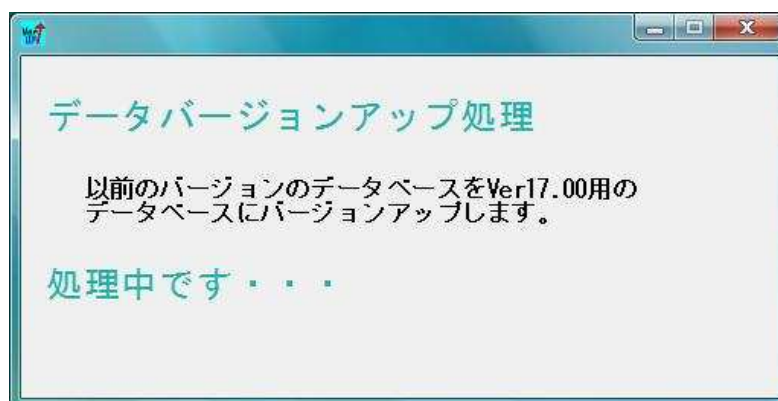 データバージョンアップ処理
以前のバージョンのデータベースをVer17.00用の
データベースにバージョンアップします。
処理中です・・・